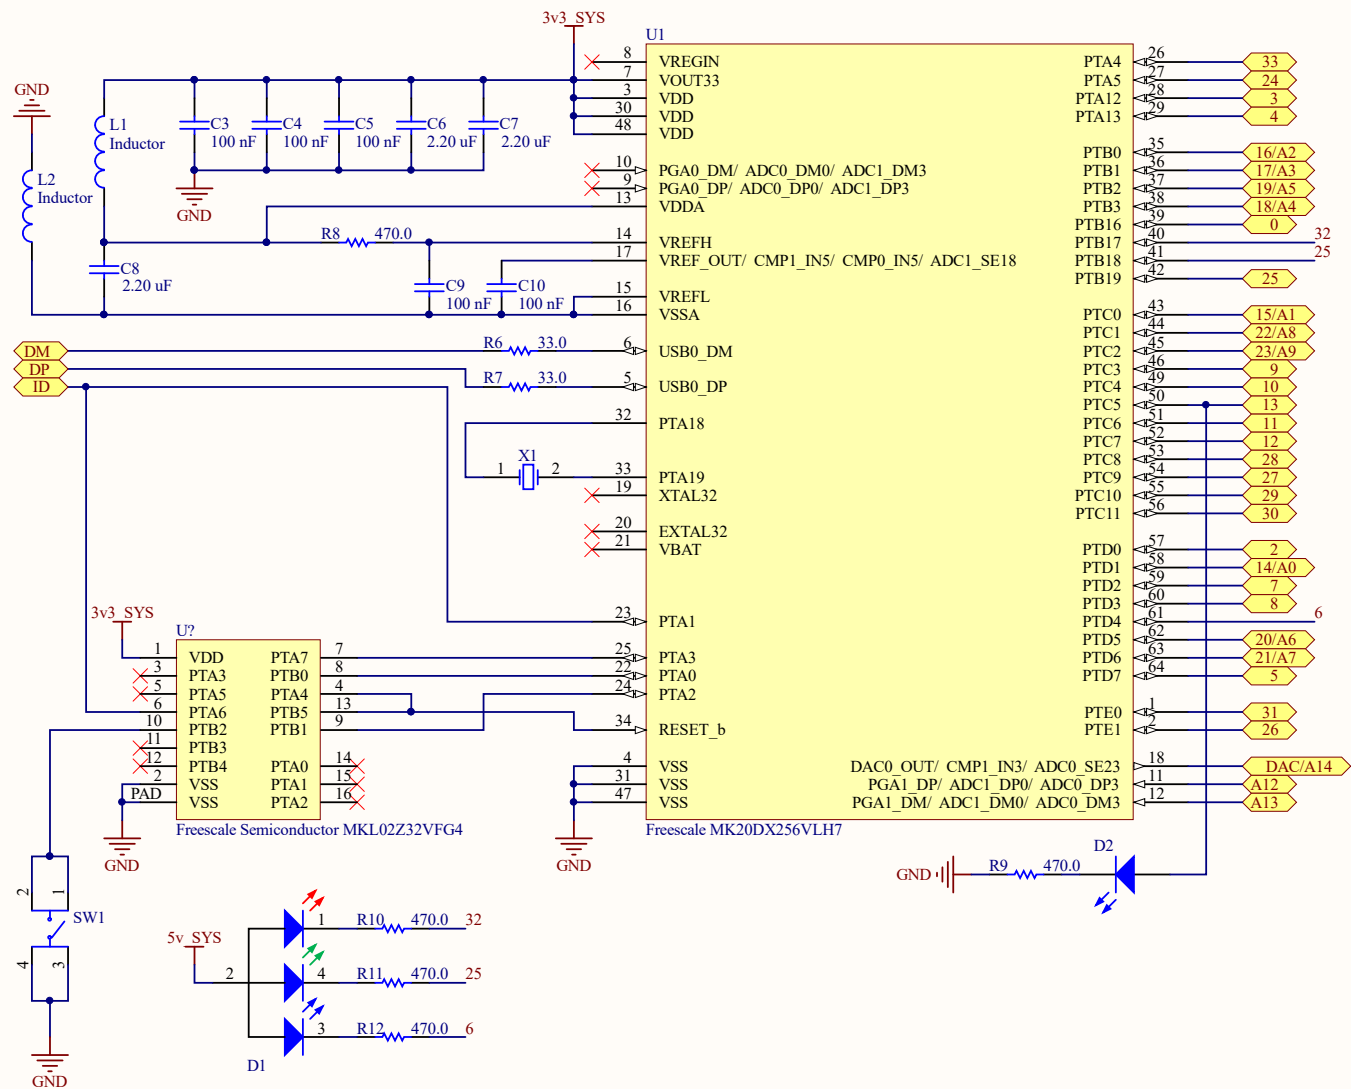 3v3_SYS
U1
8 VREGIN
7 VOUT33
3 VDD
30 VDD
48 VDD
10 PGA0_DM/ ADC0_DM0/ ADC1_DM3
9 PGA0_DP/ ADC0_DP0/ ADC1_DP3
13 VDDA
14 VREFH
17 VREF_OUT/ CMP1_IN5/ CMP0_IN5/ ADC1_SE18
15 VREFL
16 VSSA
6 USB0_DM
5 USB0_DP
32 PTA18
33 PTA19
19 XTAL32
20 EXTAL32
21 VBAT
23 PTA1
25 PTA3
22 PTA0
24 PTA2
34 RESET_b
4 VSS
31 VSS
47 VSS
Freescale MK20DX256VLH7
PTA4 26 33
PTA5 27 24
PTA12 28 3
PTA13 29 4
PTB0 35 16/A2
PTB1 36 17/A3
PTB2 37 19/A5
PTB3 38 18/A4
PTB16 39 0
PTB17 40 32
PTB18 41 25
PTB19 42 25
PTC0 43 15/A1
PTC1 44 22/A8
PTC2 45 23/A9
PTC3 46 9
PTC4 49 10
PTC5 50 13
PTC6 51 11
PTC7 52 12
PTC8 53 28
PTC9 54 27
PTC10 55 29
PTC11 56 30
PTD0 57 2
PTD1 58 14/A0
PTD2 59 7
PTD3 60 8
PTD4 61 6
PTD5 62 20/A6
PTD6 63 21/A7
PTD7 64 5
PTE0 1 31
PTE1 2 26
DAC0_OUT/ CMP1_IN3/ ADC0_SE23 18 DAC/A14
PGA1_DP/ ADC1_DP0/ ADC0_DP3 11 A12
PGA1_DM/ ADC1_DM0/ ADC0_DM3 12 A13
GND
L1
Inductor
L2
Inductor
C3
100 nF
C4
100 nF
C5
100 nF
C6
2.20 uF
C7
2.20 uF
GND
R8 470.0
C8
2.20 uF
C9
100 nF
C10
100 nF
DM
DP
ID
R6 33.0
R7 33.0
X1
1 2
3v3_SYS
U?
1 VDD
3 PTA3
5 PTA5
6 PTA6
10 PTB2
11 PTB3
12 PTB4
2 VSS
PAD VSS
PTA7 7
PTB0 8
PTA4 4
PTB5 13
PTB1 9
PTA0 14
PTA1 15
PTA2 16
Freescale Semiconductor MKL02Z32VFG4
GND
GND
2 1
SW1
4 3
GND
5v_SYS
2
1 R10 470.0 32
4 R11 470.0 25
3 R12 470.0 6
D1
GND
R9 470.0
D2